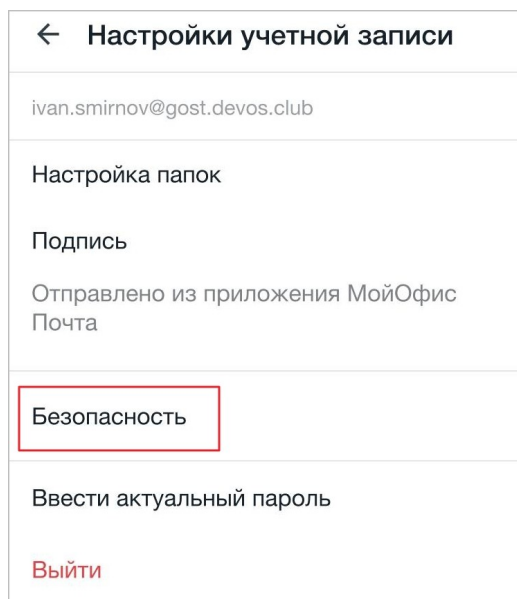 Настройки учетной записи
ivan.smirnov@gost.devos.club
Настройка папок
Подпись
Отправлено из приложения МойОфис
Почта
Безопасность
Ввести актуальный пароль
Выйти